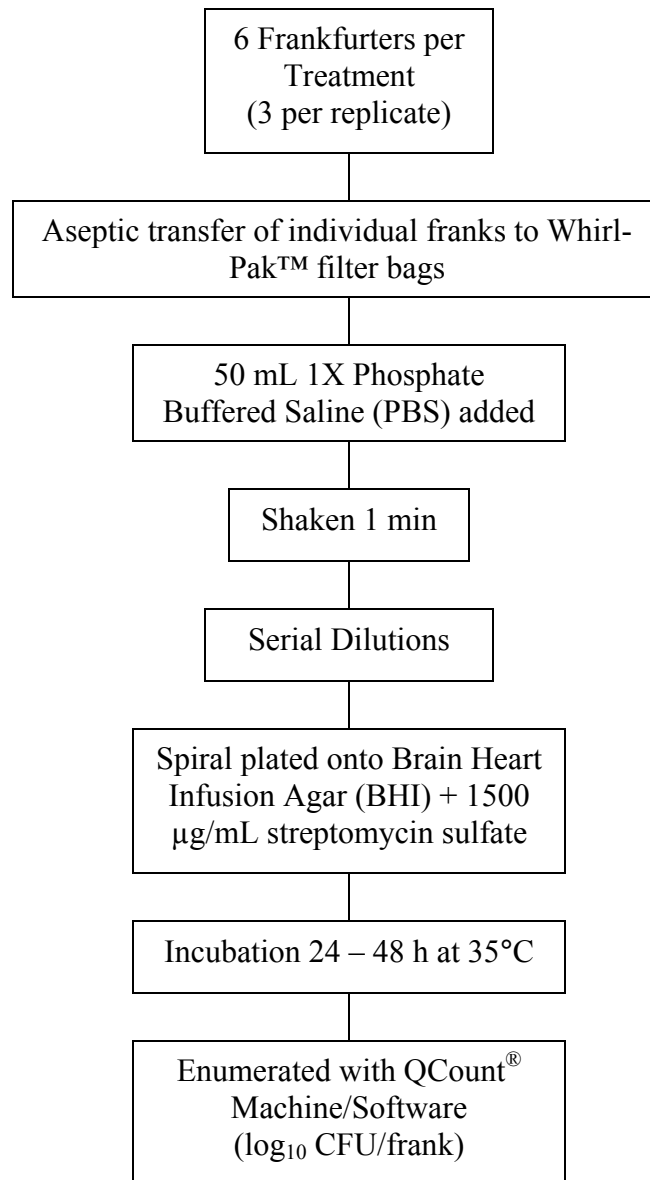 6 Frankfurters per
Treatment
(3 per replicate)
Aseptic transfer of individual franks to Whirl-
Pak™ filter bags
50 mL 1X Phosphate
Buffered Saline (PBS) added
Shaken 1 min
Serial Dilutions
Spiral plated onto Brain Heart
Infusion Agar (BHI) + 1500
µg/mL streptomycin sulfate
Incubation 24 – 48 h at 35°C
Enumerated with QCount®
Machine/Software
(log₁₀ CFU/frank)